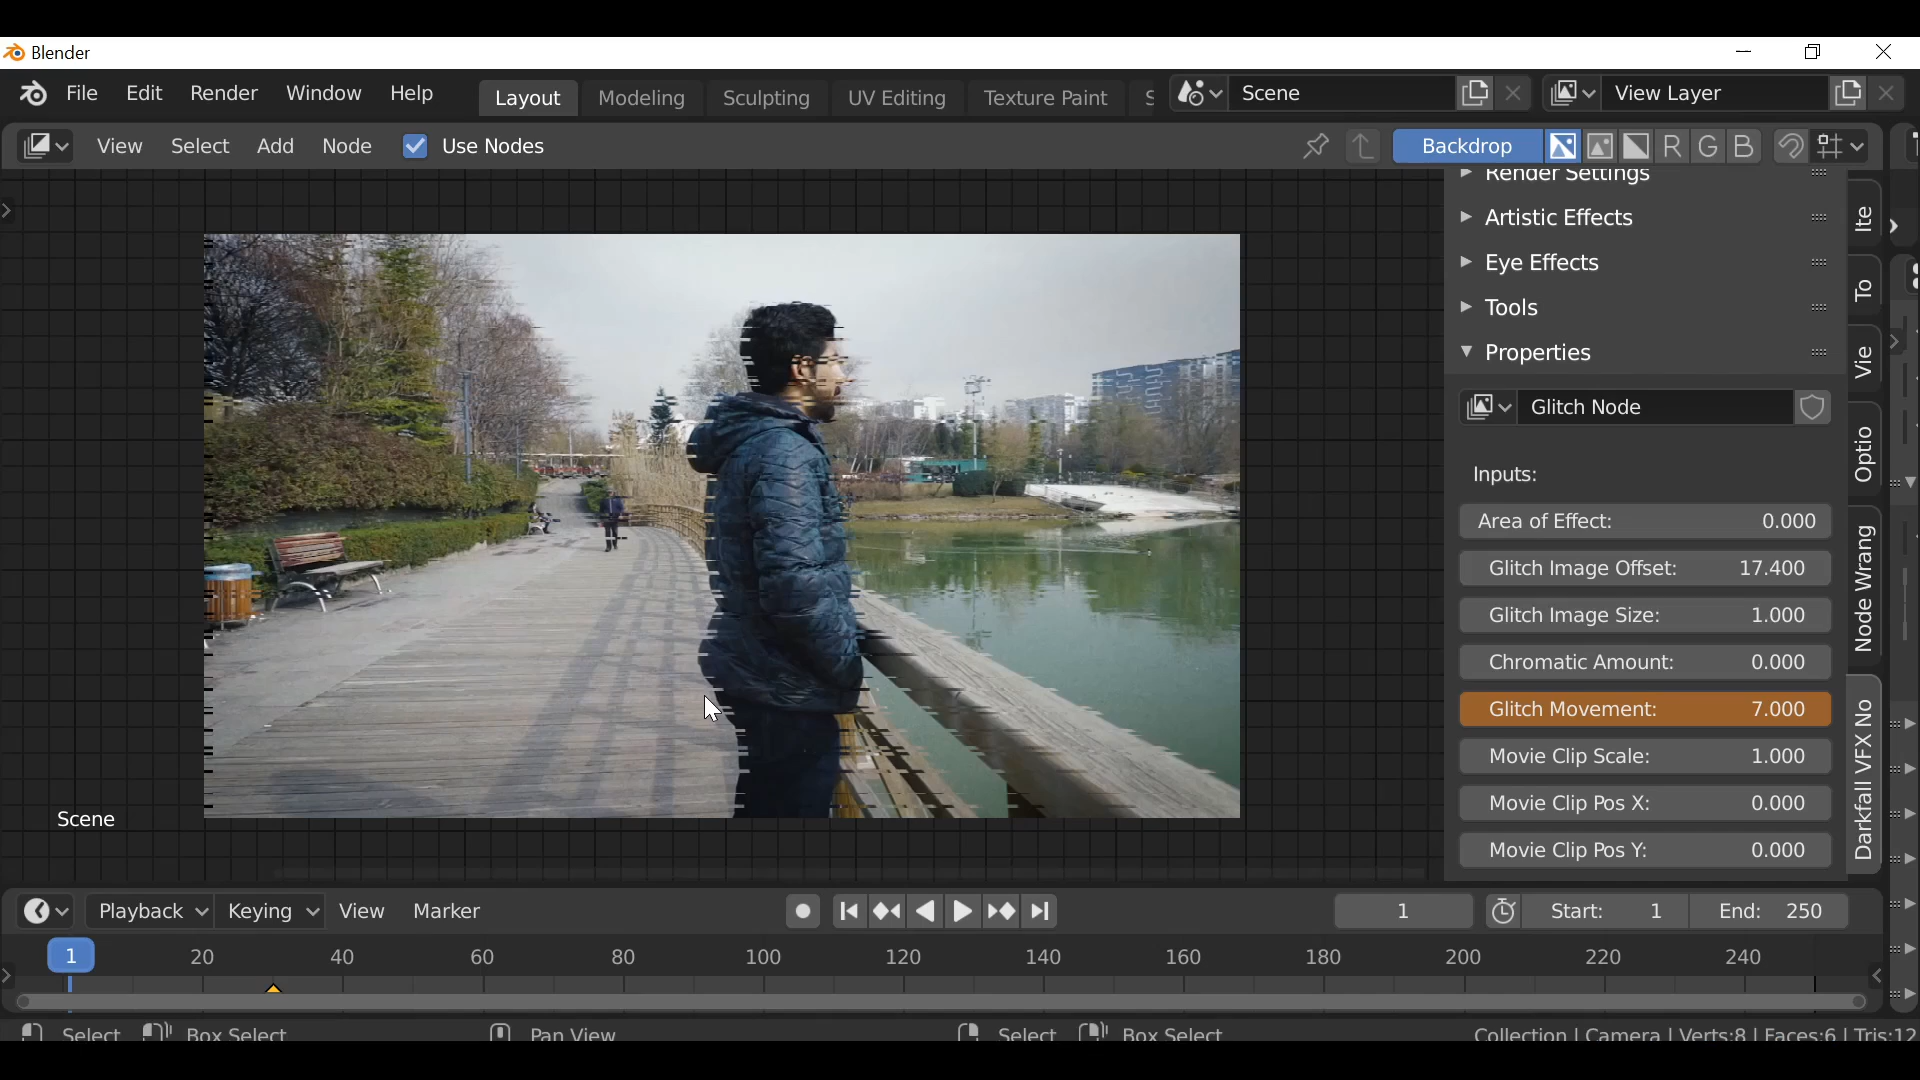 Blender
File Edit Render Window Help Layout Modeling Sculpting UV Editing Texture Paint S Scene View Layer
View Select Add Node Use Nodes Backdrop R G B
Render Settings
Artistic Effects
Eye Effects
Tools
Properties
Glitch Node
Inputs:
Area of Effect: 0.000
Glitch Image Offset: 17.400
Glitch Image Size: 1.000
Chromatic Amount: 0.000
Glitch Movement: 7.000
Movie Clip Scale: 1.000
Movie Clip Pos X: 0.000
Movie Clip Pos Y: 0.000
Ite
To
Vie
Optio
Node Wrang
Darkfall VFX No
Scene
Playback Keying View Marker 1 Start: 1 End: 250
1 20 40 60 80 100 120 140 160 180 200 220 240
Select Box Select Pan View Select Box Select Collection | Camera | Verts:8 | Faces:6 | Tris:12